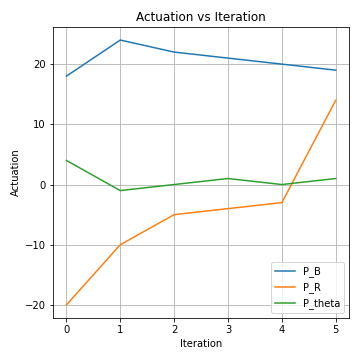 Actuation vs Iteration
Actuation
20
10
0
−10
−20
0 1 2 3 4 5
Iteration
P_B
P_R
P_theta